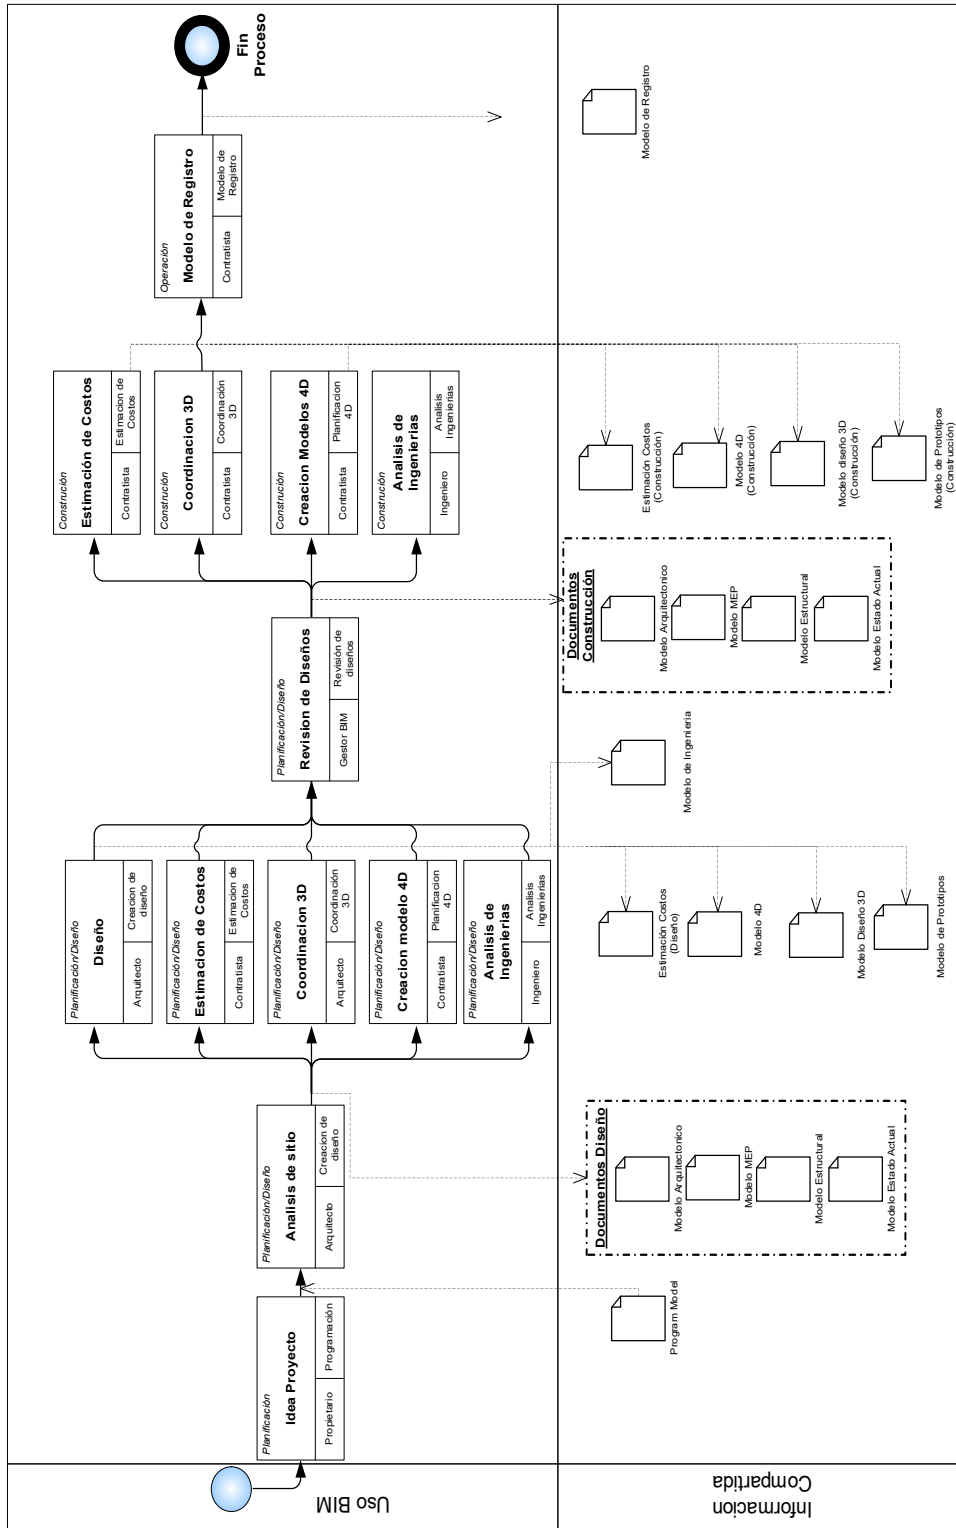 Uso BIM
Planificación
Idea Proyecto
Propietario
Programación
Planificación/Diseño
Analisis de sitio
Arquitecto
Creacion de
diseño
Planificación/Diseño
Diseño
Arquitecto
Creacion de
diseño
Planificación/Diseño
Estimacion de Costos
Contratista
Estimacion de
Costos
Planificación/Diseño
Coordinacion 3D
Arquitecto
Coordinación
3D
Planificación/Diseño
Creacion modelo 4D
Contratista
Planificacion
4D
Planificación/Diseño
Analisis de
Ingenierias
Ingeniero
Analisis
Ingenierías
Planificación/Diseño
Revision de Diseños
Gestor BIM
Revisión de
diseños
Construción
Estimación de Costos
Contratista
Estimacion de
Costos
Construción
Coordinacion 3D
Contratista
Coordinación
3D
Construción
Creacion Modelos 4D
Contratista
Planificacion
4D
Construción
Analisis de
Ingenierias
Ingeniero
Analisis
Ingenierías
Operación
Modelo de Registro
Contratista
Modelo de
Registro
Fin
Proceso
Informacion
Compartida
Program Model
Documentos Diseño
Modelo Arquitectonico
Modelo MEP
Modelo Estructural
Modelo Estado Actual
Estimación Costos
(Diseño)
Modelo 4D
Modelo Diseño 3D
Modelo de Prototipos
Modelo de Ingenieria
Documentos
Construcción
Modelo Arquitectonico
Modelo MEP
Modelo Estructural
Modelo Estado Actual
Estimación Costos
(Construcción)
Modelo 4D
(Construcción)
Modelo diseño 3D
(Construcción)
Modelo de Prototipos
(Construcción)
Modelo de Registro